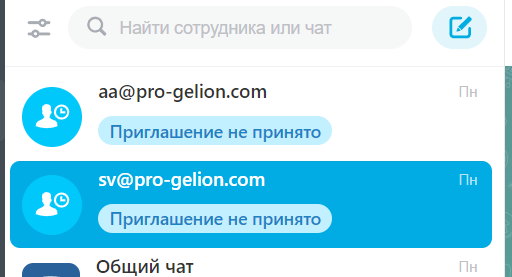 Найти сотрудника или чат
aa@pro-gelion.com
Пн
Приглашение не принято
sv@pro-gelion.com
Пн
Приглашение не принято
Общий чат
Пн